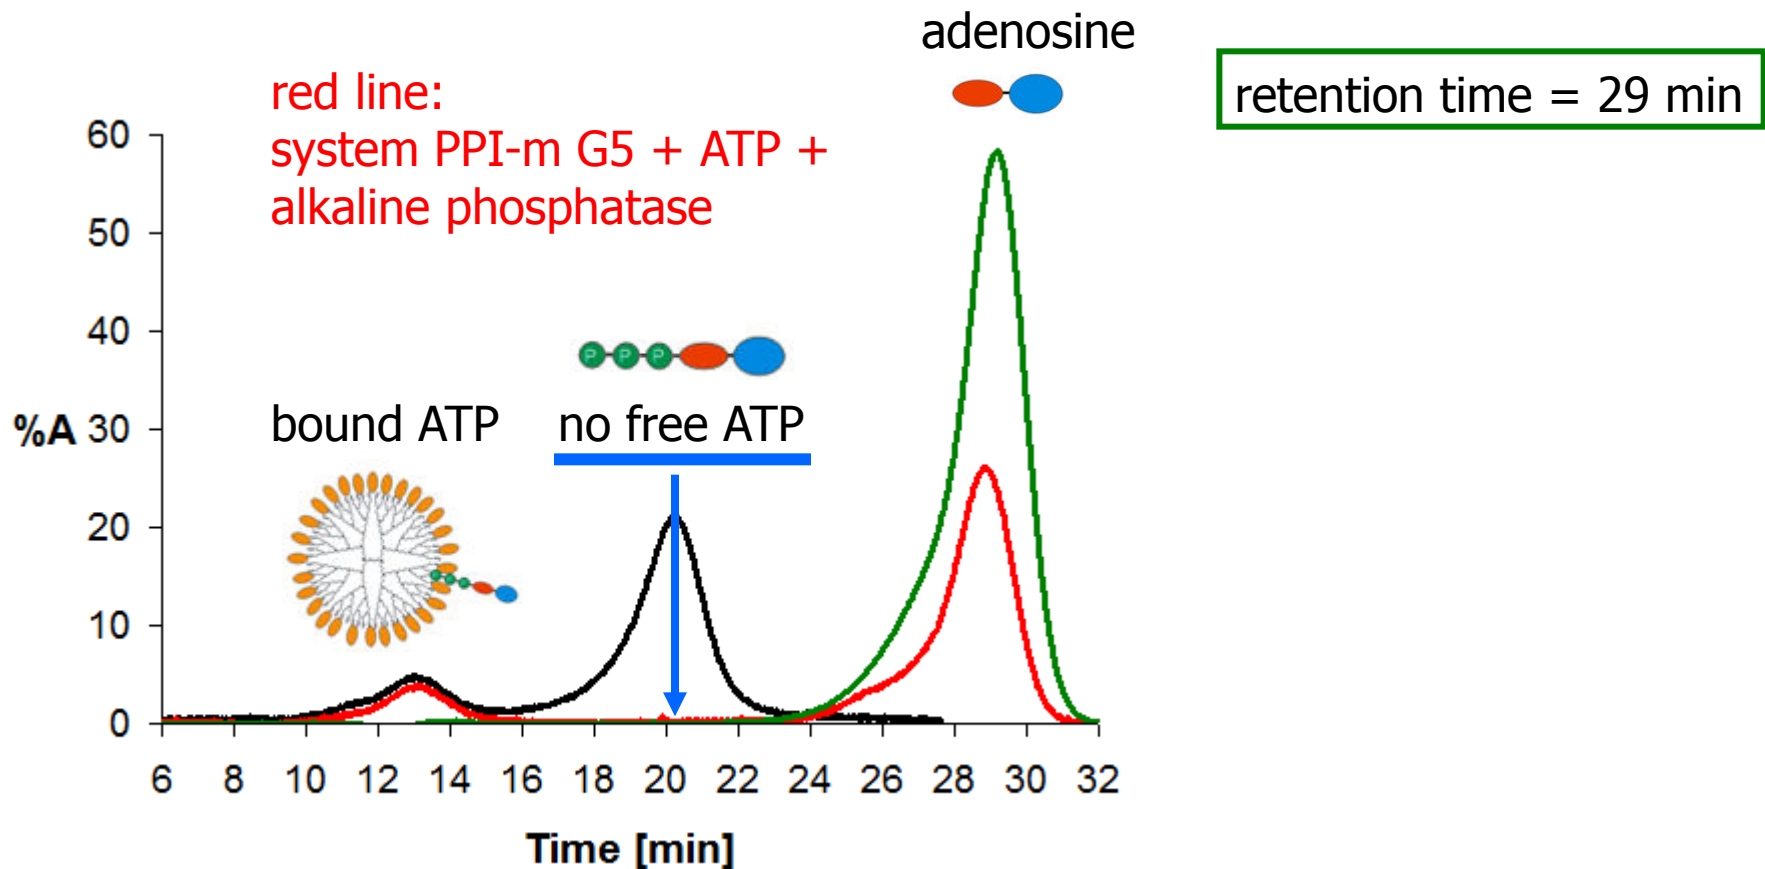 adenosine
retention time = 29 min
red line:
system PPI-m G5 + ATP +
alkaline phosphatase
60
50
40
30
20
10
0
%A
P P P
bound ATP
no free ATP
6 8 10 12 14 16 18 20 22 24 26 28 30 32
Time [min]